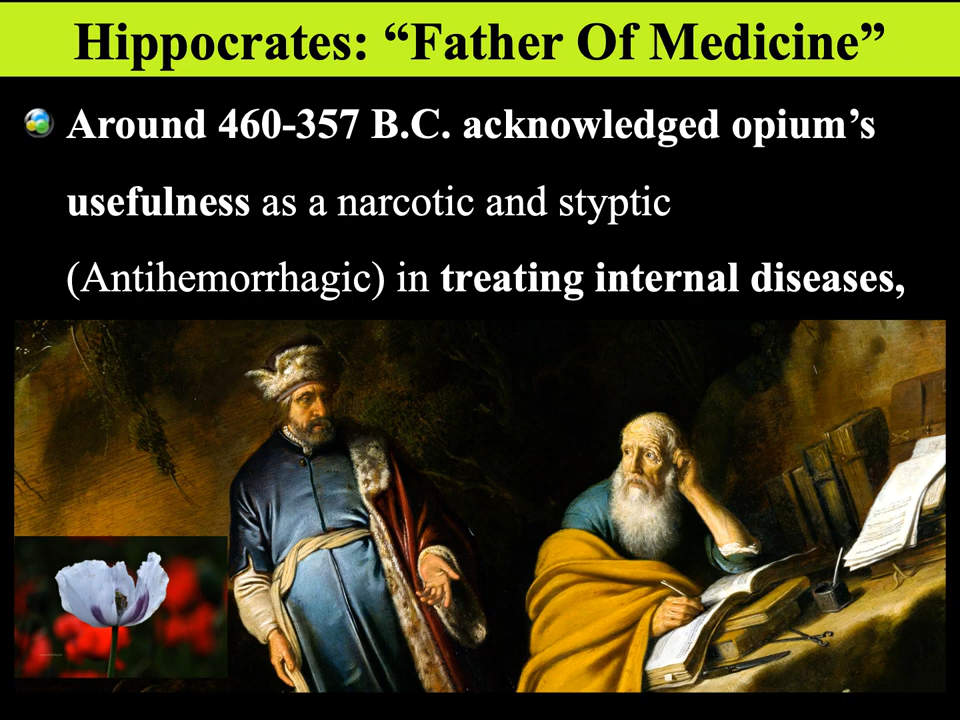 Hippocrates: “Father Of Medicine”
Around 460-357 B.C. acknowledged opium’s
usefulness as a narcotic and styptic
(Antihemorrhagic) in treating internal diseases,